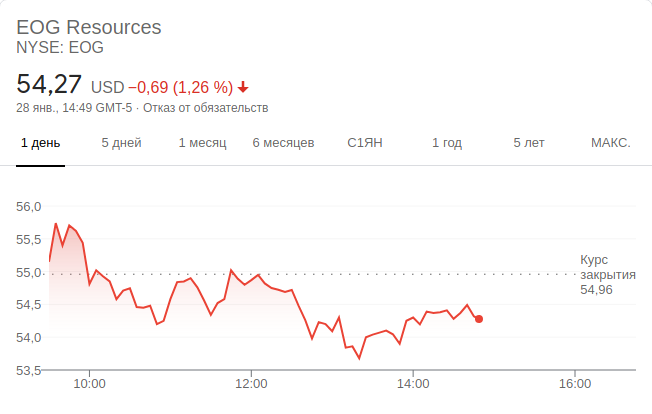 EOG Resources
NYSE: EOG
54,27 USD −0,69 (1,26 %)
28 янв., 14:49 GMT-5 · Отказ от обязательств
1 день 5 дней 1 месяц 6 месяцев С1ЯН 1 год 5 лет МАКС.
56,0
55,5
Курс
55,0 закрытия
54,96
54,5
54,0
53,5
10:00 12:00 14:00 16:00